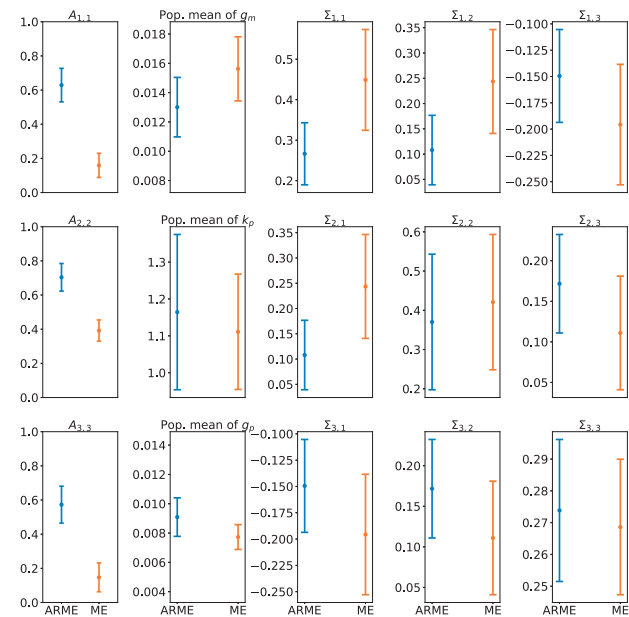 A1,1 Pop. mean of gm Σ1,1 Σ1,2 Σ1,3
1.0 0.018 0.35 −0.100
0.8 0.016 0.5 0.30 −0.125
0.6 0.014 0.4 0.25 −0.150
0.4 0.012 0.3 0.20 −0.175
0.2 0.010 0.2 0.15 −0.200
0.0 0.008 0.10 −0.225
0.05 −0.250
A2,2 Pop. mean of kp Σ2,1 Σ2,2 Σ2,3
1.0 1.3 0.35 0.6 0.20
0.8 1.2 0.30 0.5 0.15
0.6 1.1 0.25 0.4 0.10
0.4 1.0 0.20 0.3 0.05
0.2 0.15 0.2
0.0 0.10
0.05
A3,3 Pop. mean of gp Σ3,1 Σ3,2 Σ3,3
1.0 0.014 −0.100 0.20 0.29
0.8 0.012 −0.125 0.15 0.28
0.6 0.010 −0.150 0.10 0.27
0.4 0.008 −0.175 0.05 0.26
0.2 0.006 −0.200 0.25
0.0 0.004 −0.225
−0.250
ARME ME ARME ME ARME ME ARME ME ARME ME